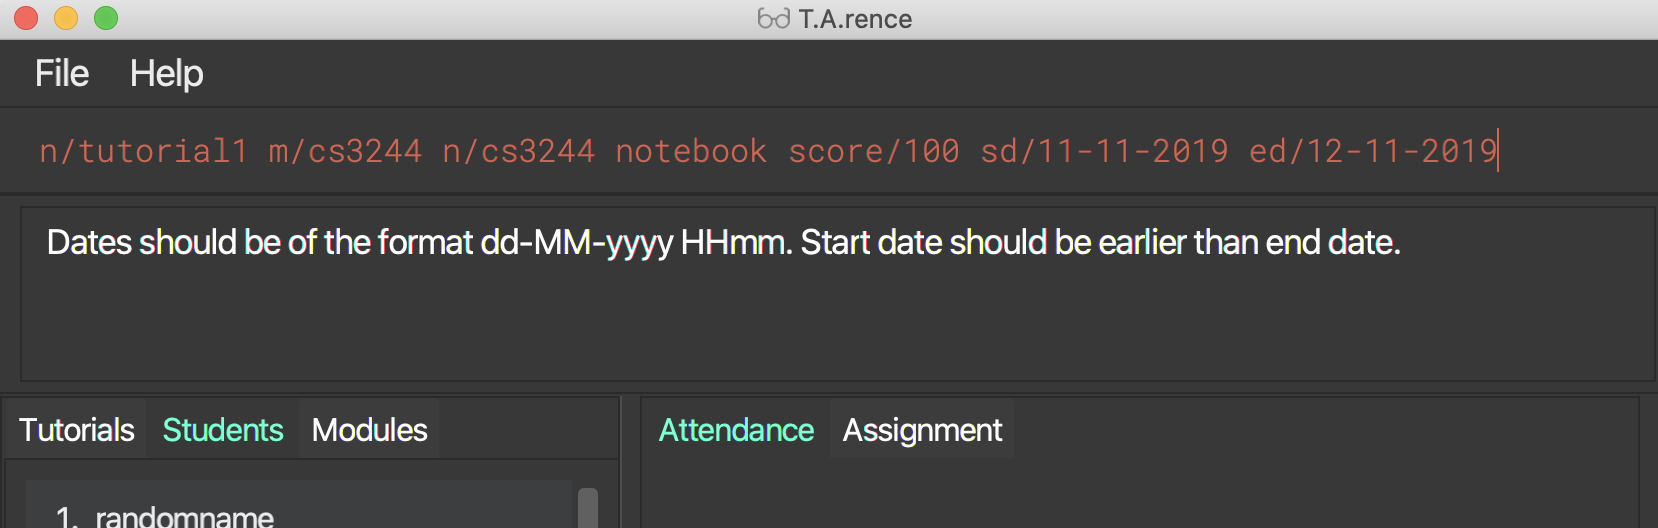 T.A.rence
File Help
n/tutorial1 m/cs3244 n/cs3244 notebook score/100 sd/11-11-2019 ed/12-11-2019
Dates should be of the format dd-MM-yyyy HHmm. Start date should be earlier than end date.
Tutorials Students Modules Attendance Assignment
1. randomname